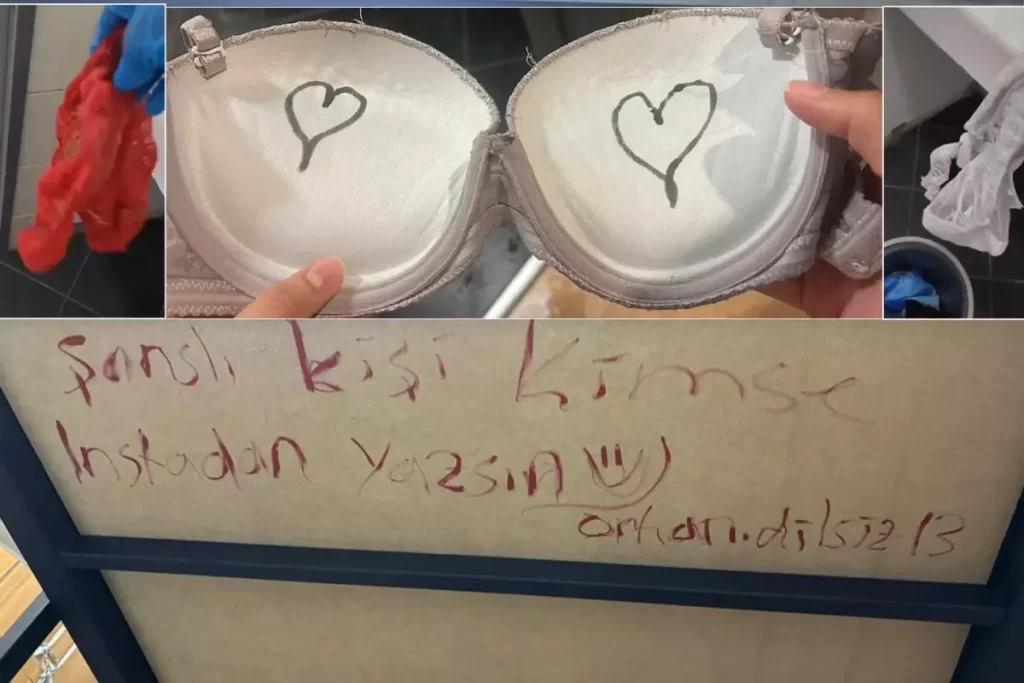 Şanslı kişi kimse
Instadan yazsın
orhan.dilsiz13